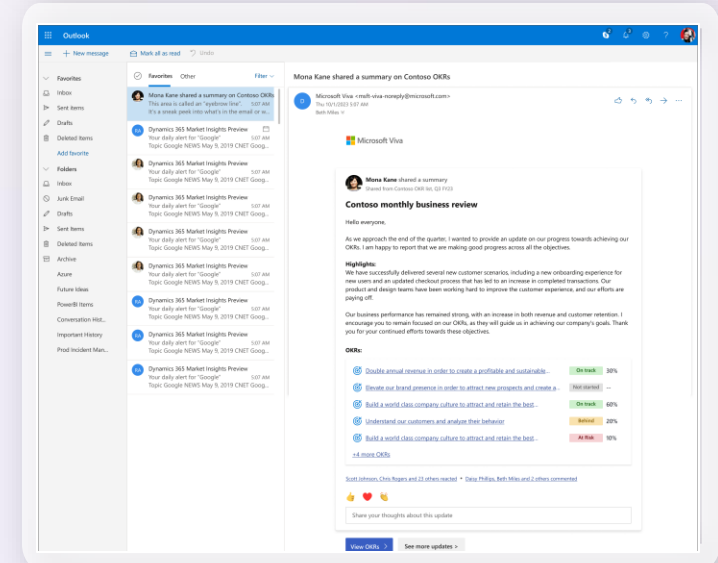 Outlook
New message
Mark all as read
Undo
Favorites
Inbox
Sent Items
Drafts
Deleted Items
Add favorite
Folders
Inbox
Junk Email
Drafts
Sent Items
Deleted Items
Archive
Azure
Future Ideas
PowerBI Items
Conversation Hist...
Important History
Prod Incident Man...
Favorites Other Filter
Mona Kane shared a summary on Contoso OKRs
This area is called an "eyebrow line". 5:07 AM
It's a sneak peek into what's in the email or w...
Dynamics 365 Market Insights Preview
Your daily alert for "Google" 5:07 AM
Topic Google NEWS May 9, 2019 CNET Goog...
Dynamics 365 Market Insights Preview
Your daily alert for "Google" 5:07 AM
Topic Google NEWS May 9, 2019 CNET Goog...
Dynamics 365 Market Insights Preview
Your daily alert for "Google" 5:07 AM
Topic Google NEWS May 9, 2019 CNET Goog...
Dynamics 365 Market Insights Preview
Your daily alert for "Google" 5:07 AM
Topic Google NEWS May 9, 2019 CNET Goog...
Dynamics 365 Market Insights Preview
Your daily alert for "Google" 5:07 AM
Topic Google NEWS May 9, 2019 CNET Goog...
Dynamics 365 Market Insights Preview
Your daily alert for "Google" 5:07 AM
Topic Google NEWS May 9, 2019 CNET Goog...
Dynamics 365 Market Insights Preview
Your daily alert for "Google" 5:07 AM
Topic Google NEWS May 9, 2019 CNET Goog...
Dynamics 365 Market Insights Preview
Your daily alert for "Google" 5:07 AM
Topic Google NEWS May 9, 2019 CNET Goog...
Mona Kane shared a summary on Contoso OKRs
Microsoft Viva <msft-viva-noreply@microsoft.com>
Thu 10/1/2023 5:07 AM
Beth Miles
Microsoft Viva
Mona Kane shared a summary
Shared from Contoso OKR list, Q3 FY23
Contoso monthly business review
Hello everyone,
As we approach the end of the quarter, I wanted to provide an update on our progress towards achieving our
OKRs. I am happy to report that we are making good progress across all the objectives.
Highlights:
We have successfully delivered several new customer scenarios, including a new onboarding experience for
new users and an updated checkout process that has led to an increase in completed transactions. Our
product and design teams have been working hard to improve the customer experience, and our efforts are
paying off.
Our business performance has remained strong, with an increase in both revenue and customer retention. I
encourage you to remain focused on our OKRs, as they will guide us in achieving our company's goals. Thank
you for your continued efforts towards these objectives.
OKRs:
Double annual revenue in order to create a profitable and sustainable... On track 30%
Elevate our brand presence in order to attract new prospects and create a... Not started --
Build a world class company culture to attract and retain the best... On track 60%
Understand our customers and analyze their behavior Behind 20%
Build a world class company culture to attract and retain the best... At Risk 10%
+4 more OKRs
Scott Johnson, Chris Rogers and 23 others reacted • Daisy Phillips, Beth Miles and 2 others commented
Share your thoughts about this update
View OKRs > See more updates >